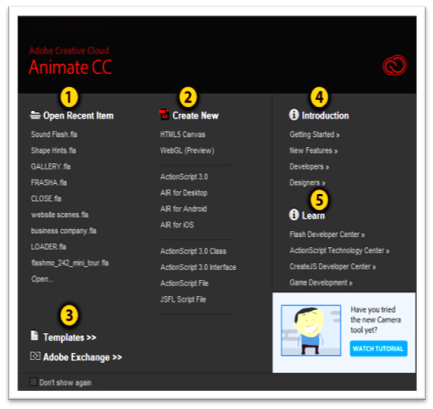 Adobe Creative Cloud
Animate CC
1
Open Recent Item
Sound Flash.fla
Shape Hints.fla
GALLERY.fla
FRASHA.fla
CLOSE.fla
website scenes.fla
business company.fla
LOADER.fla
flashmo_242_mini_tour.fla
Open...
3
Templates >>
Adobe Exchange >>
Don't show again
2
Create New
HTML5 Canvas
WebGL (Preview)
ActionScript 3.0
AIR for Desktop
AIR for Android
AIR for iOS
ActionScript 3.0 Class
ActionScript 3.0 Interface
ActionScript File
JSFL Script File
4
Introduction
Getting Started »
New Features »
Developers »
Designers »
5
Learn
Flash Developer Center »
ActionScript Technology Center »
CreateJS Developer Center »
Game Development »
Have you tried
the new Camera
tool yet?
WATCH TUTORIAL